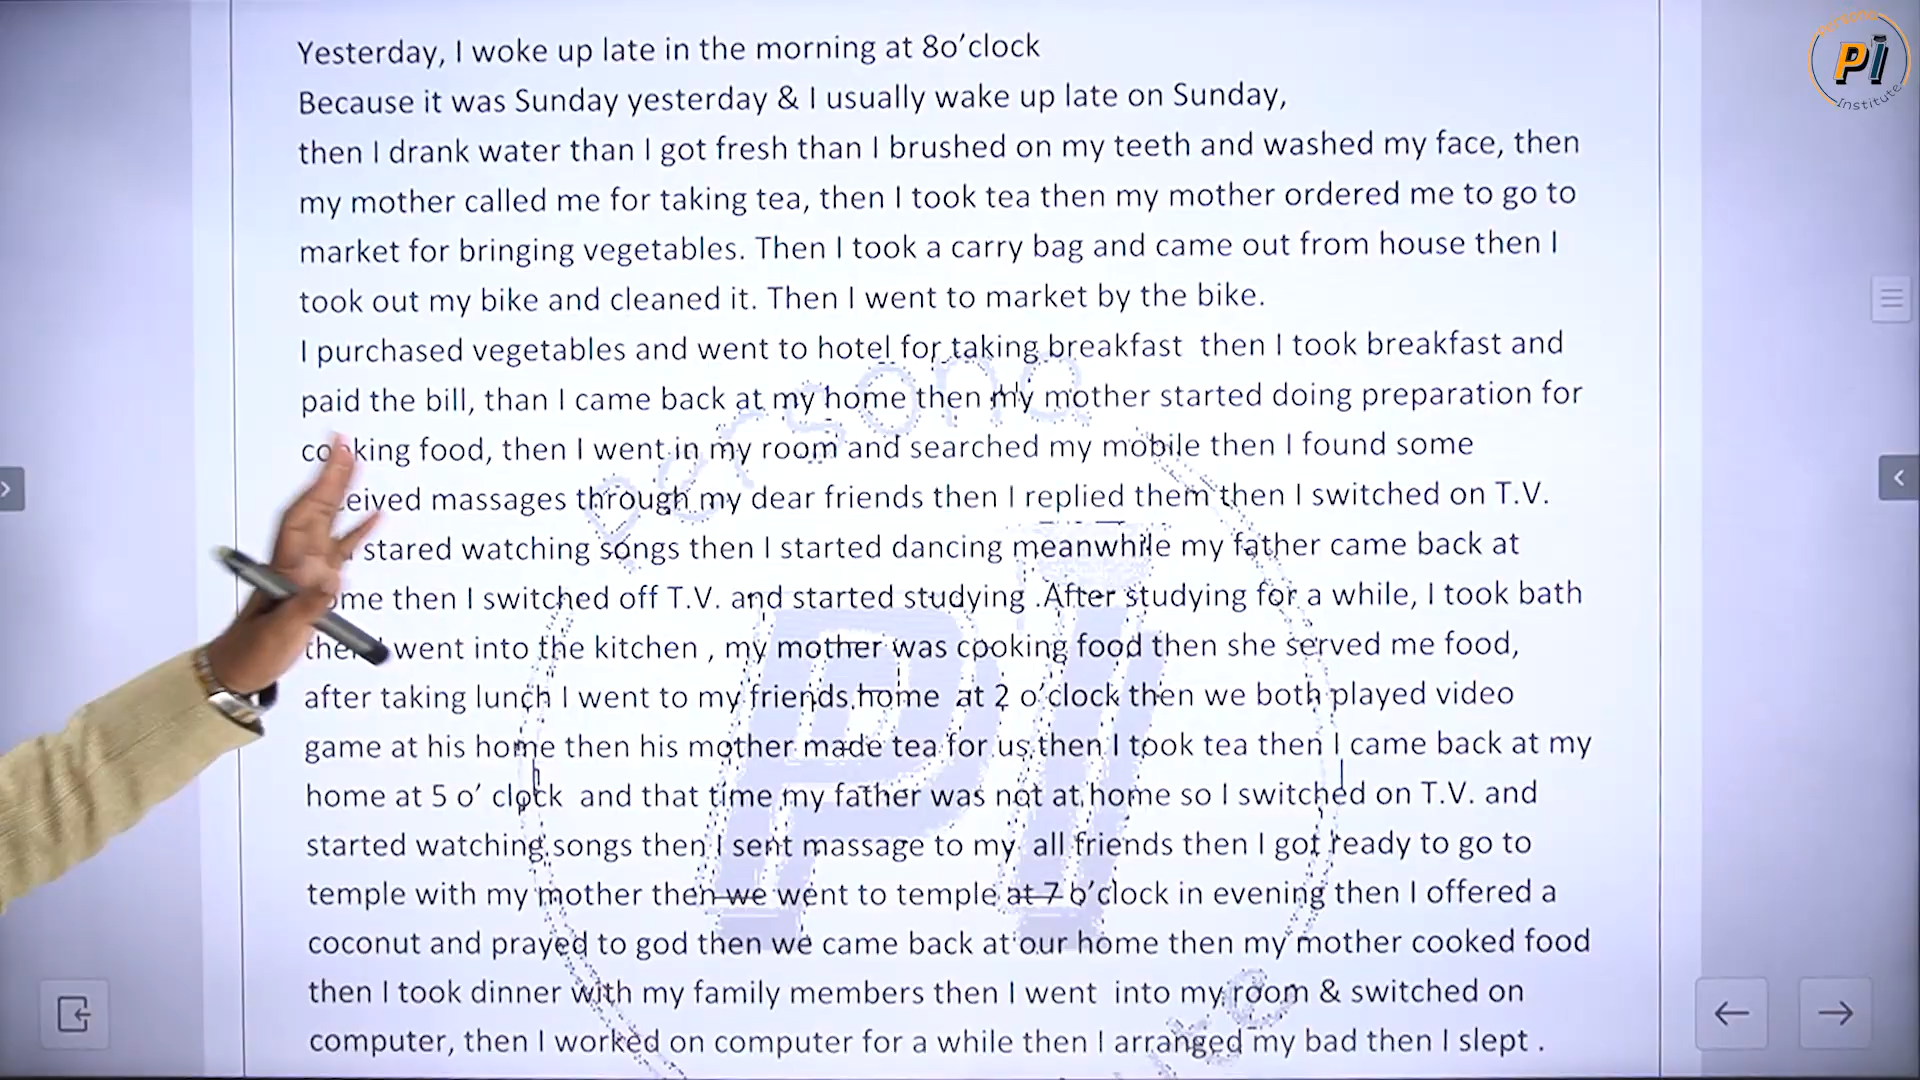 Yesterday, I woke up late in the morning at 8o'clock
Because it was Sunday yesterday & I usually wake up late on Sunday,
then I drank water than I got fresh than I brushed on my teeth and washed my face, then
my mother called me for taking tea, then I took tea then my mother ordered me to go to
market for bringing vegetables. Then I took a carry bag and came out from house then I
took out my bike and cleaned it. Then I went to market by the bike.
I purchased vegetables and went to hotel for taking breakfast then I took breakfast and
paid the bill, than I came back at my home then my mother started doing preparation for
cooking food, then I went in my room and searched my mobile then I found some
massages through my dear friends then I replied them then I switched on T.V.
stared watching songs then I started dancing meanwhile my father came back at
then I switched off T.V. and started studying .After studying for a while, I took bath
went into the kitchen , my mother was cooking food then she served me food,
after taking lunch I went to my friends home at 2 o'clock then we both played video
game at his home then his mother made tea for us then I took tea then I came back at my
home at 5 o' clock and that time my father was not at home so I switched on T.V. and
started watching songs then I sent massage to my all friends then I got ready to go to
temple with my mother then we went to temple at 7 o'clock in evening then I offered a
coconut and prayed to god then we came back at our home then my mother cooked food
then I took dinner with my family members then I went into my room & switched on
computer, then I worked on computer for a while then I arranged my bad then I slept .
Persona
PI
Persona
PI
Institute